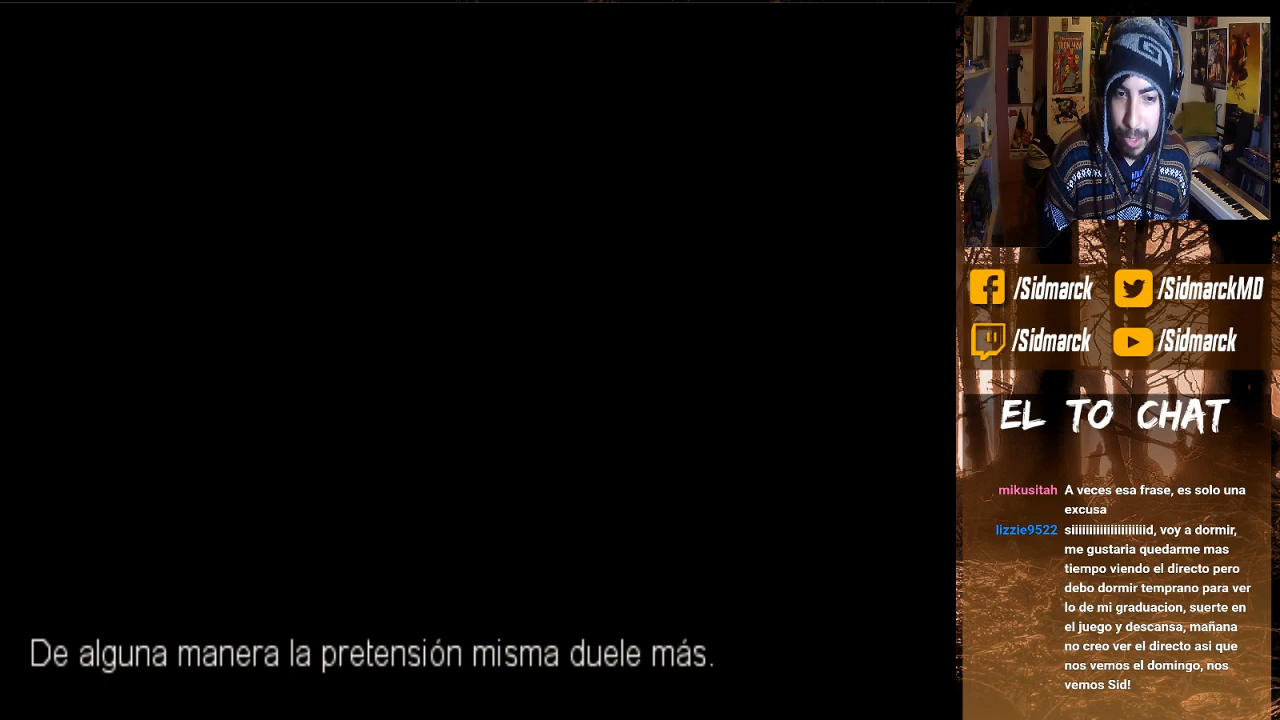 /Sidmarck /SidmarckMD
/Sidmarck /Sidmarck
EL TO CHAT
mikusitah A veces esa frase, es solo una
excusa
lizzie9522 siiiiiiiiiiiiiiiiiiiiiiid, voy a dormir,
me gustaria quedarme mas
tiempo viendo el directo pero
debo dormir temprano para ver
lo de mi graduacion, suerte en
el juego y descansa, mañana
no creo ver el directo asi que
nos vemos el domingo, nos
vemos Sid!
De alguna manera la pretensión misma duele más.